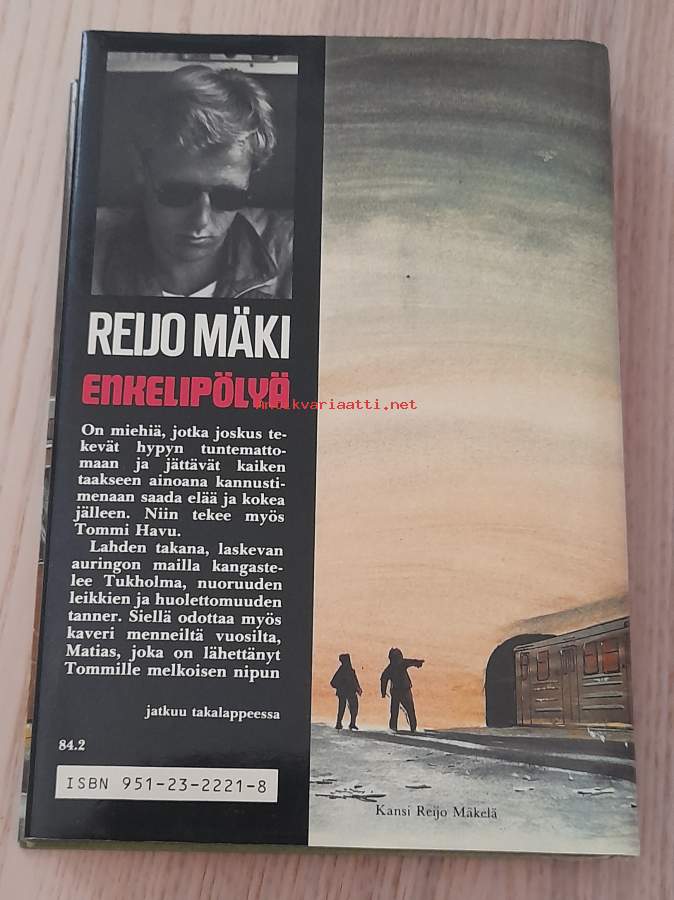 REIJO MÄKI
ENKELIPÖLYÄ
antikvariaatti.net
On miehiä, jotka joskus te-
kevät hypyn tuntematto-
maan ja jättävät kaiken
taakseen ainoana kannusti-
menaan saada elää ja kokea
jälleen. Niin tekee myös
Tommi Havu.
Lahden takana, laskevan
auringon mailla kangaste-
lee Tukholma, nuoruuden
leikkien ja huolettomuuden
tanner. Siellä odottaa myös
kaveri menneiltä vuosilta,
Matias, joka on lähettänyt
Tommille melkoisen nipun
jatkuu takalappeessa
84.2
ISBN 951-23-2221-8
Kansi Reijo Mäkelä